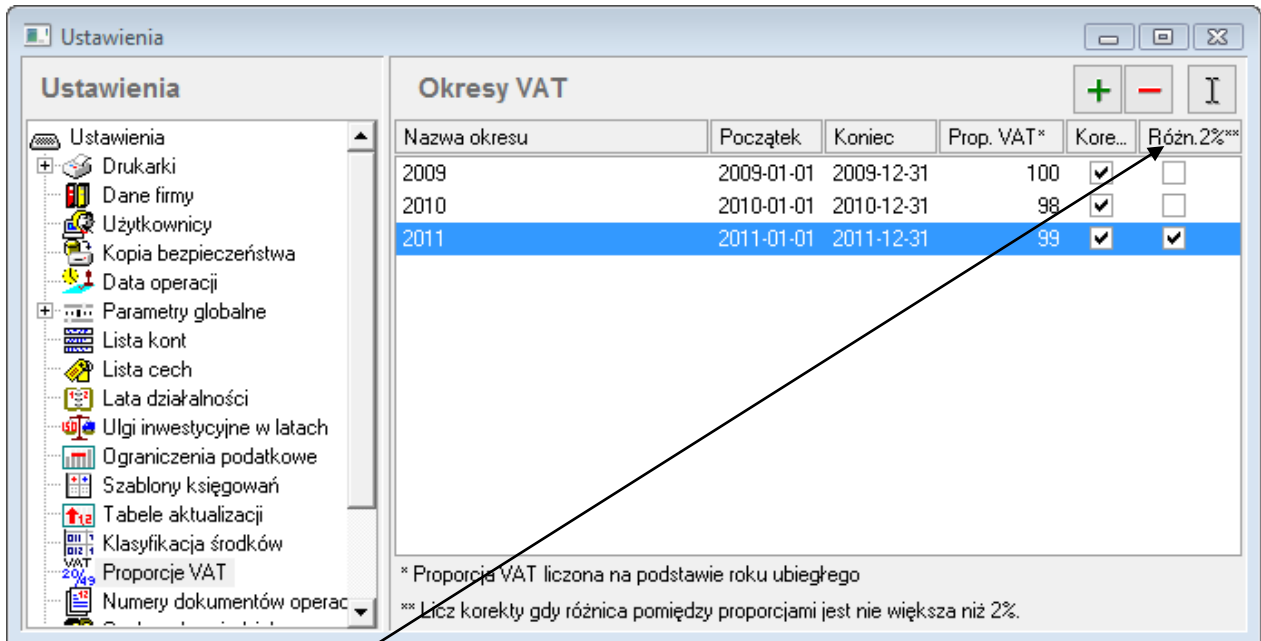 Ustawienia
Ustawienia
Okresy VAT
Ustawienia
Drukarki
Dane firmy
Użytkownicy
Kopia bezpieczeństwa
Data operacji
Parametry globalne
Lista kont
Lista cech
Lata działalności
Ulgi inwestycyjne w latach
Ograniczenia podatkowe
Szablony księgowań
Tabele aktualizacji
Klasyfikacja środków
Proporcje VAT
Numery dokumentów operac
Nazwa okresu Początek Koniec Prop. VAT* Kore... Różn.2%**
2009 2009-01-01 2009-12-31 100
2010 2010-01-01 2010-12-31 98
2011 2011-01-01 2011-12-31 99
* Proporcja VAT liczona na podstawie roku ubiegłego
** Licz korekty gdy różnica pomiędzy proporcjami jest nie większa niż 2%.